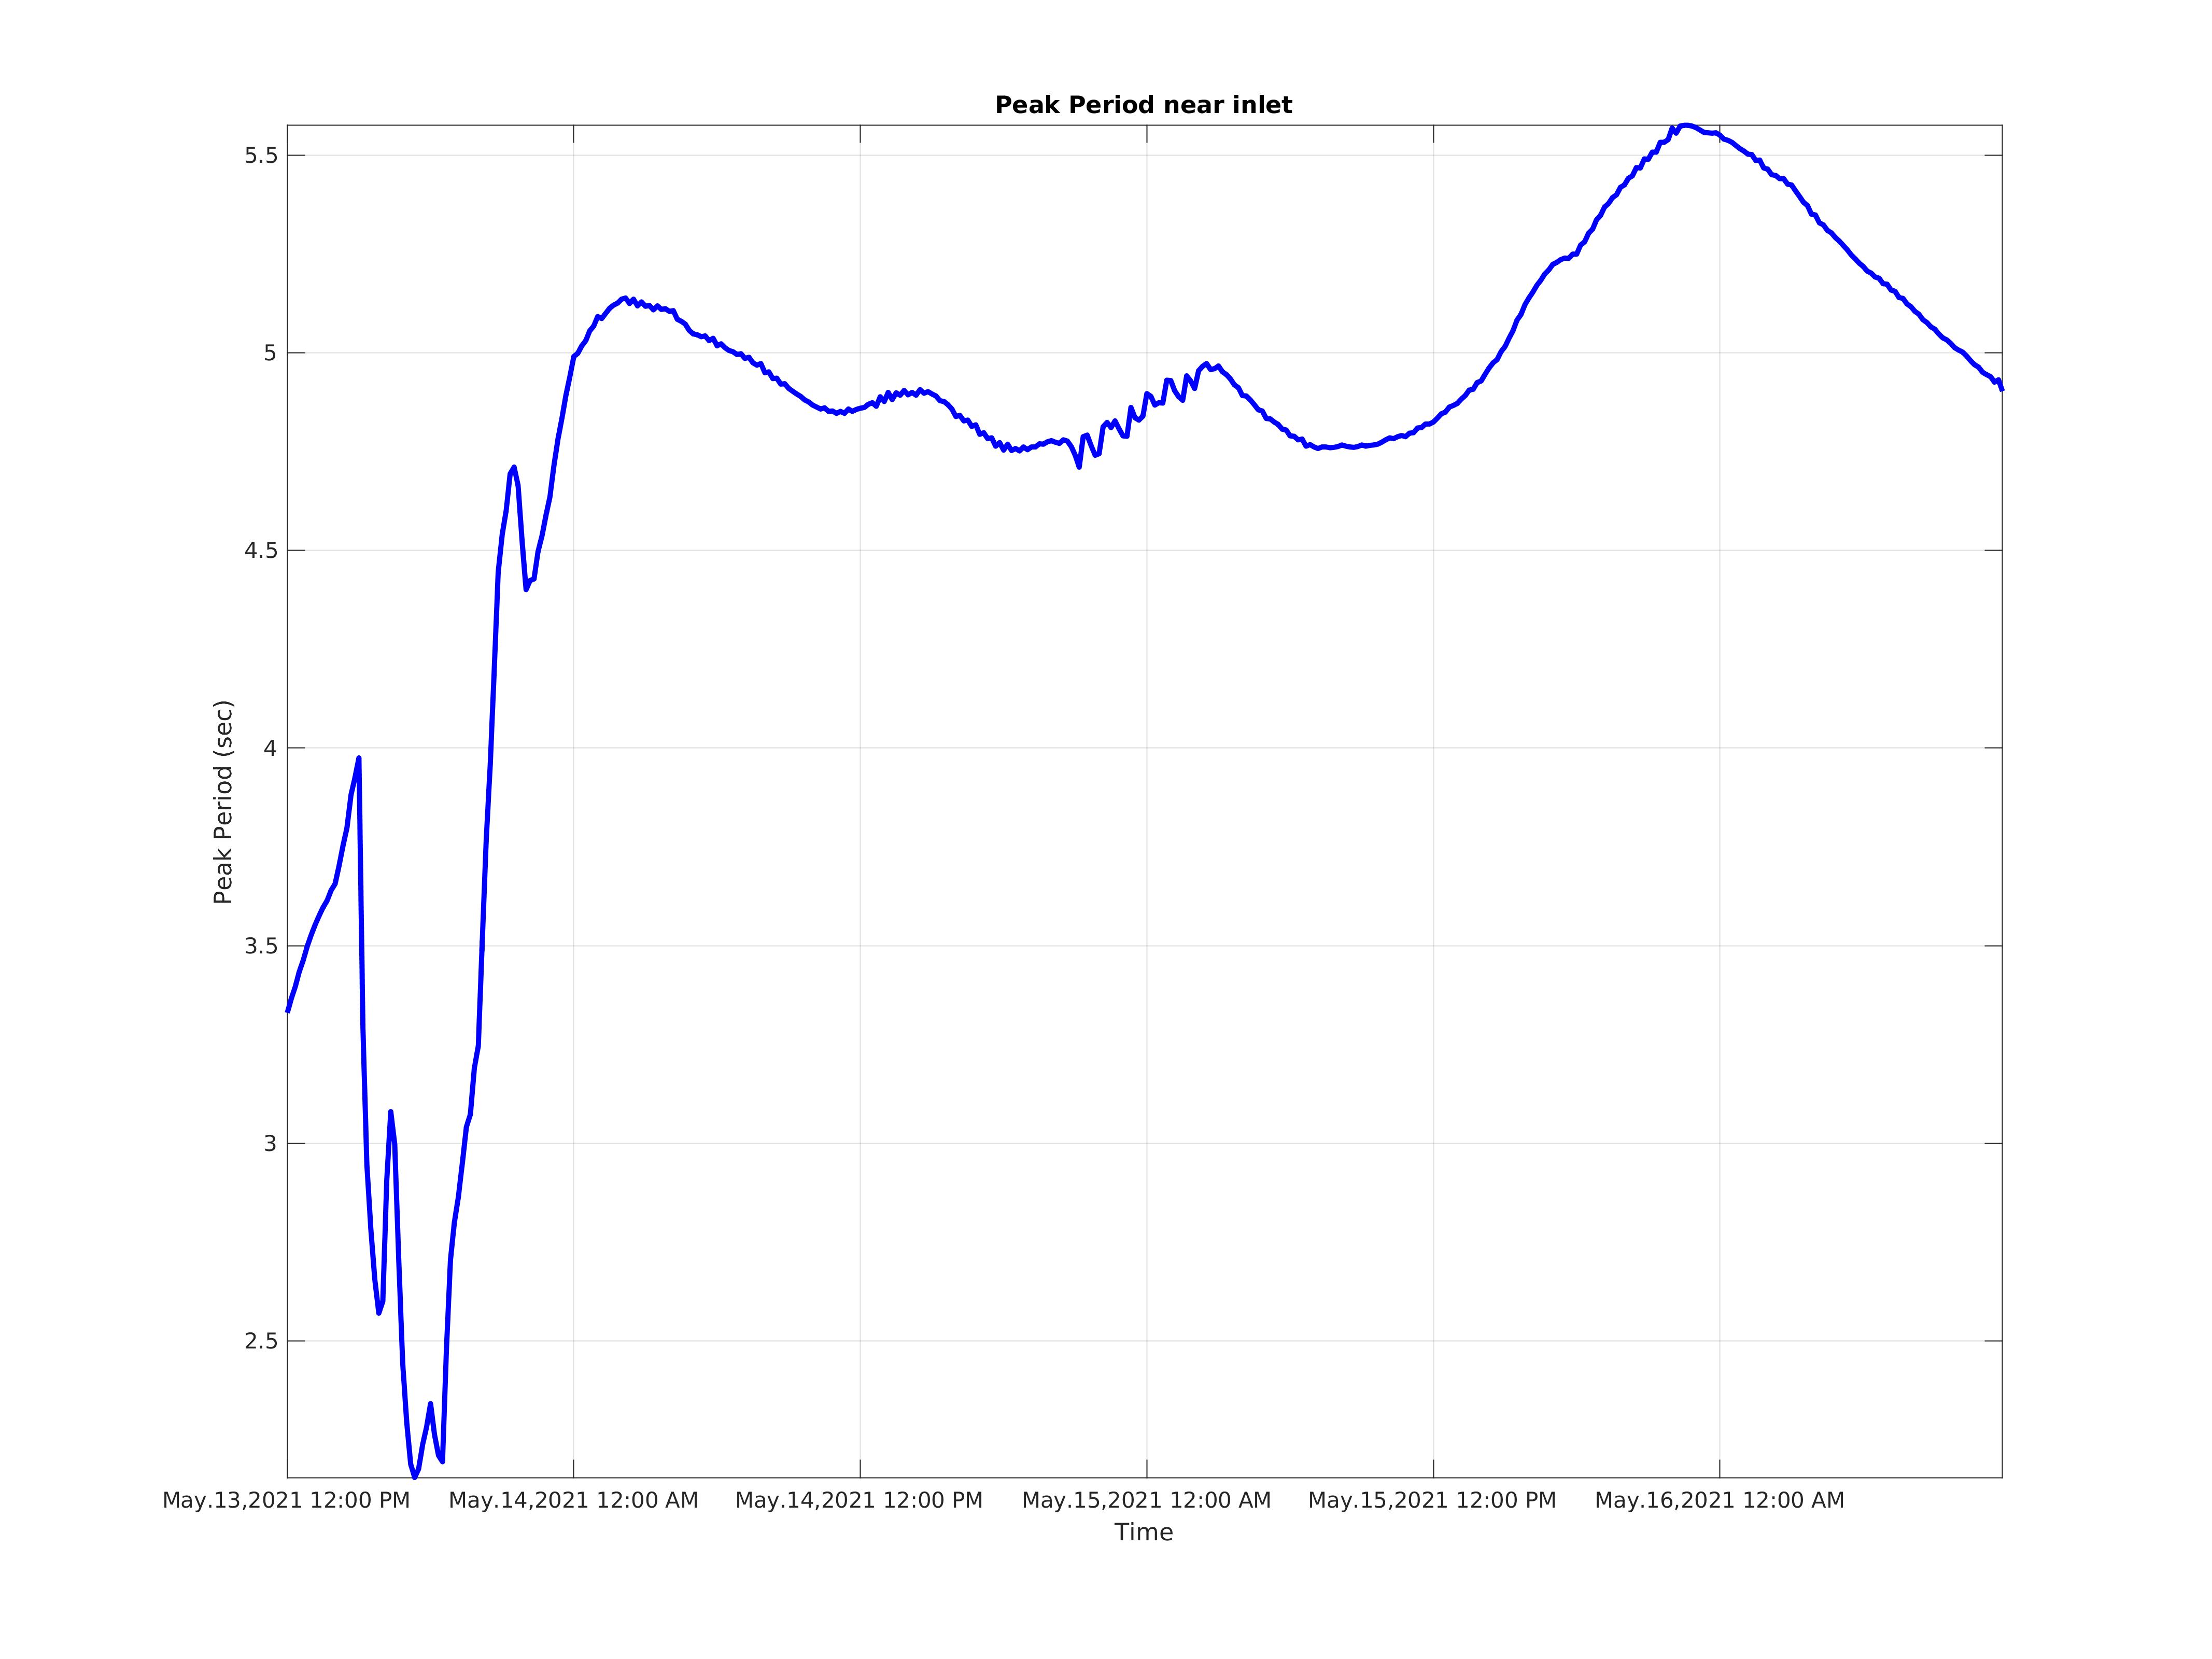 Peak Period near inlet
5.5
5
4.5
4
3.5
3
2.5
Peak Period (sec)
May.13,2021 12:00 PM
May.14,2021 12:00 AM
May.14,2021 12:00 PM
May.15,2021 12:00 AM
May.15,2021 12:00 PM
May.16,2021 12:00 AM
Time